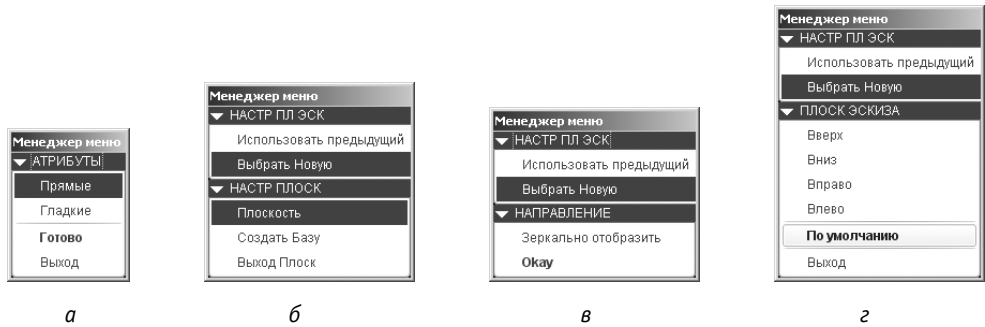 Менеджер меню
АТРИБУТЫ
Прямые
Гладкие
Готово
Выход
а
Менеджер меню
НАСТР ПЛ ЭСК
Использовать предыдущий
Выбрать Новую
НАСТР ПЛОСК
Плоскость
Создать Базу
Выход Плоск
б
Менеджер меню
НАСТР ПЛ ЭСК
Использовать предыдущий
Выбрать Новую
НАПРАВЛЕНИЕ
Зеркально отобразить
Okay
в
Менеджер меню
НАСТР ПЛ ЭСК
Использовать предыдущий
Выбрать Новую
ПЛОСК ЭСКИЗА
Вверх
Вниз
Вправо
Влево
По умолчанию
Выход
г